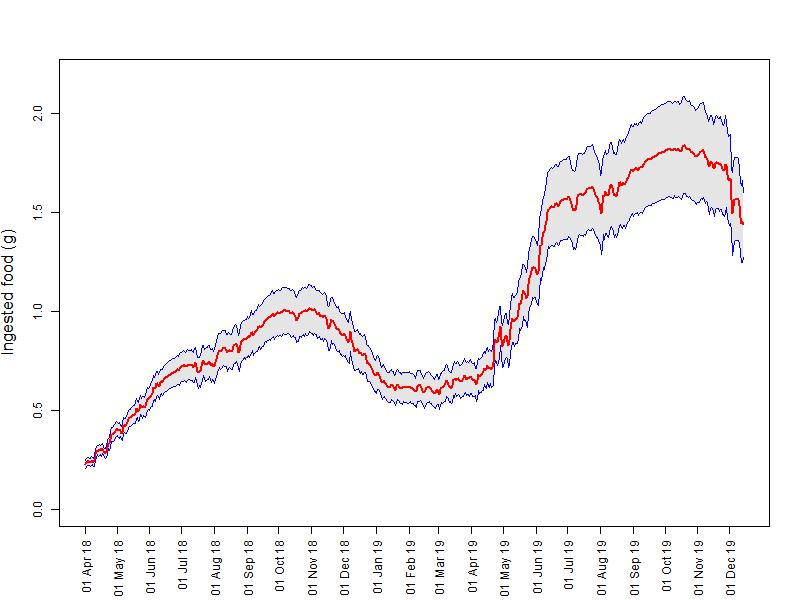 Ingested food (g)
2.0
1.5
1.0
0.5
0.0
01 Apr 18
01 May 18
01 Jun 18
01 Jul 18
01 Aug 18
01 Sep 18
01 Oct 18
01 Nov 18
01 Dec 18
01 Jan 19
01 Feb 19
01 Mar 19
01 Apr 19
01 May 19
01 Jun 19
01 Jul 19
01 Aug 19
01 Sep 19
01 Oct 19
01 Nov 19
01 Dec 19